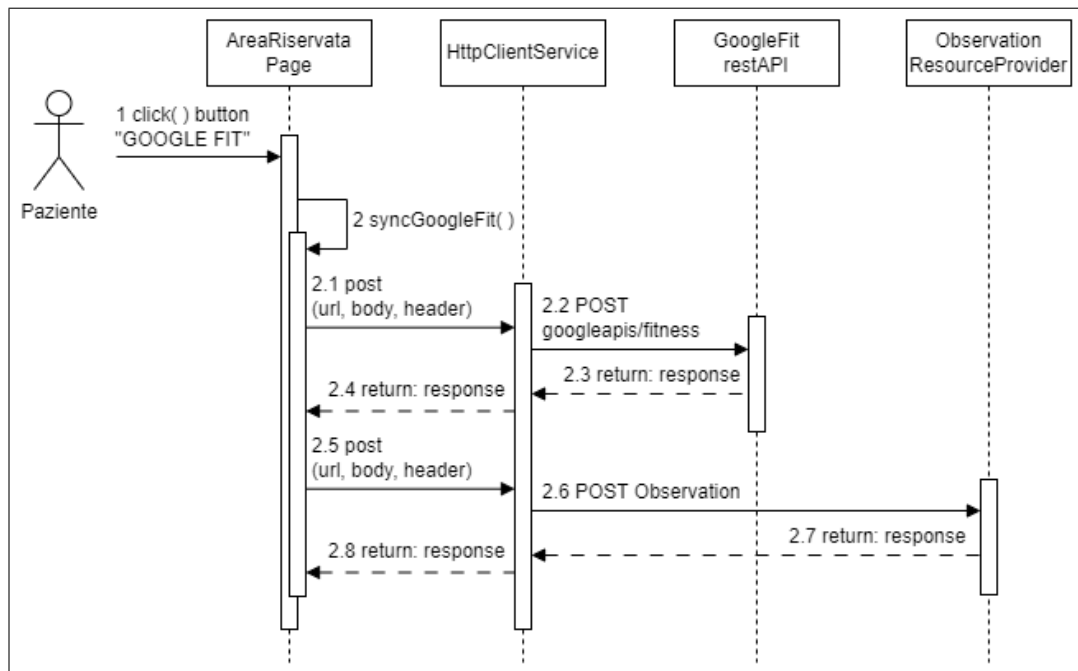 AreaRiservata
Page
HttpClientService
GoogleFit
restAPI
Observation
ResourceProvider
1 click( ) button
"GOOGLE FIT"
Paziente
2 syncGoogleFit( )
2.1 post
(url, body, header)
2.2 POST
googleapis/fitness
2.3 return: response
2.4 return: response
2.5 post
(url, body, header)
2.6 POST Observation
2.7 return: response
2.8 return: response